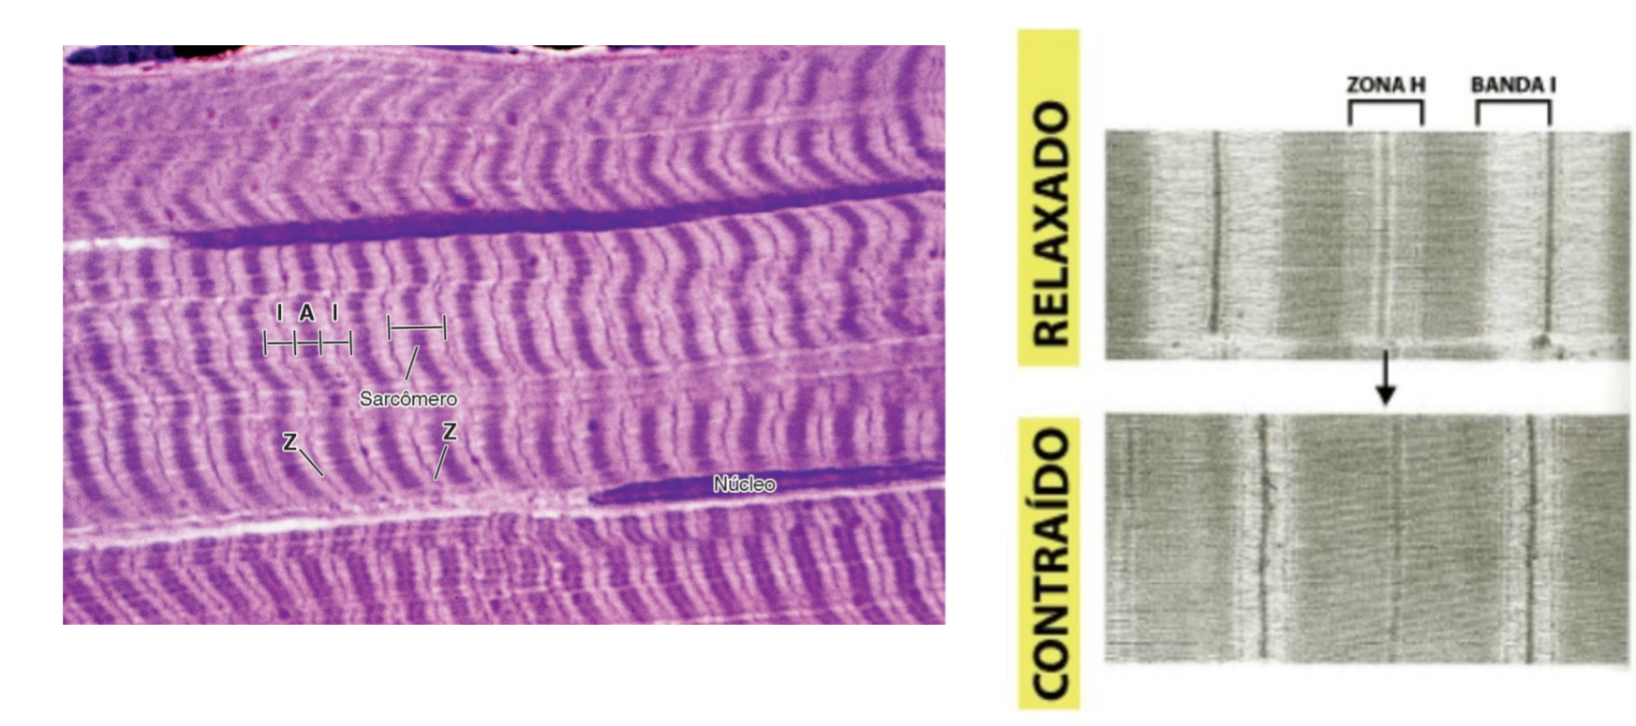 I A I
Sarcômero
Z
Z
Núcleo
RELAXADO
ZONA H
BANDA I
CONTRAÍDO